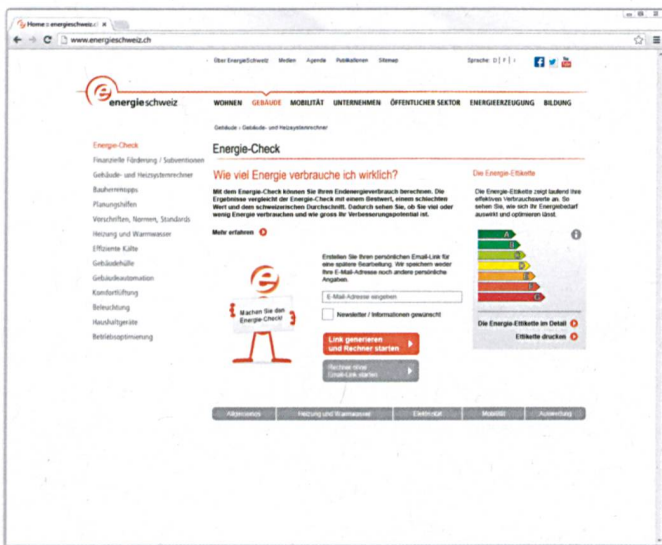 Home :: energieschweiz.c
www.energieschweiz.ch
Über EnergieSchweiz Medien Agenda Publikationen Sitemap Sprache: D | F | I
energieschweiz
WOHNEN GEBÄUDE MOBILITÄT UNTERNEHMEN ÖFFENTLICHER SEKTOR ENERGIEERZEUGUNG BILDUNG
Gebäude › Gebäude- und Heizsystemrechner
Energie-Check
Finanzielle Förderung / Subventionen
Gebäude- und Heizsystemrechner
Bauherrntipps
Planungshilfen
Vorschriften, Normen, Standards
Heizung und Warmwasser
Effiziente Kälte
Gebäudehülle
Gebäudeautomation
Komfortlüftung
Beleuchtung
Haushaltgeräte
Betriebsoptimierung
Energie-Check
Wie viel Energie verbrauche ich wirklich?
Mit dem Energie-Check können Sie Ihren Endenergieverbrauch berechnen. Die
Ergebnisse vergleicht der Energie-Check mit einem Bestwert, einem schlechten
Wert und dem schweizerischen Durchschnitt. Dadurch sehen Sie, ob Sie viel oder
wenig Energie verbrauchen und wie gross Ihr Verbesserungspotential ist.
Mehr erfahren
Machen Sie den
Energie-Check!
Erstellen Sie Ihren persönlichen Email-Link für
eine spätere Bearbeitung. Wir speichern weder
Ihre E-Mail-Adresse noch andere persönliche
Angaben.
E-Mail-Adresse eingeben
Newsletter / Informationen gewünscht
Link generieren
und Rechner starten
Rechner ohne
Email-Link starten
Die Energie-Etikette
Die Energie-Etikette zeigt laufend Ihre
effektiven Verbrauchswerte an. So
sehen Sie, wie sich Ihr Energiebedarf
auswirkt und optimieren lässt.
A
B
C
D
E
F
G
Die Energie-Etikette im Detail
Etikette drucken
Allgemeines Heizung und Warmwasser Elektrizität Mobilität Auswertung